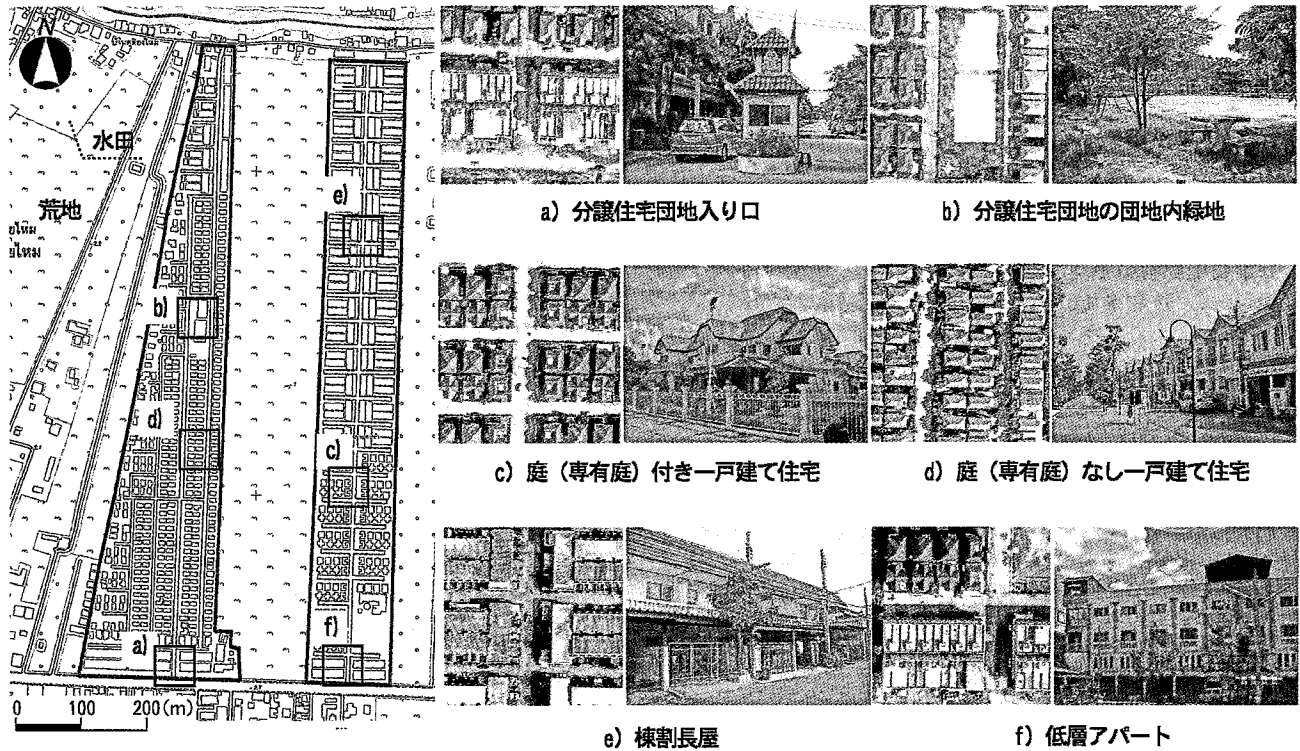 N
水田
荒地
e)
b)
d)
c)
a)
f)
0 100 200(m)
a）分譲住宅団地入り口
b）分譲住宅団地の団地内緑地
c）庭（専有庭）付き一戸建て住宅
d）庭（専有庭）なし一戸建て住宅
e）棟割長屋
f）低層アパート